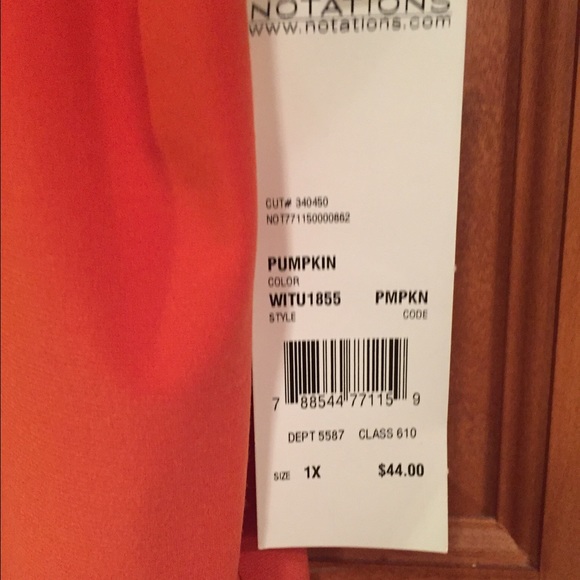 NOTATIONS
www.notations.com
CUT# 340450
NOT771150000862
PUMPKIN
COLOR
WITU1855 PMPKN
STYLE CODE
7 88544 77115 9
DEPT 5587 CLASS 610
SIZE 1X $44.00